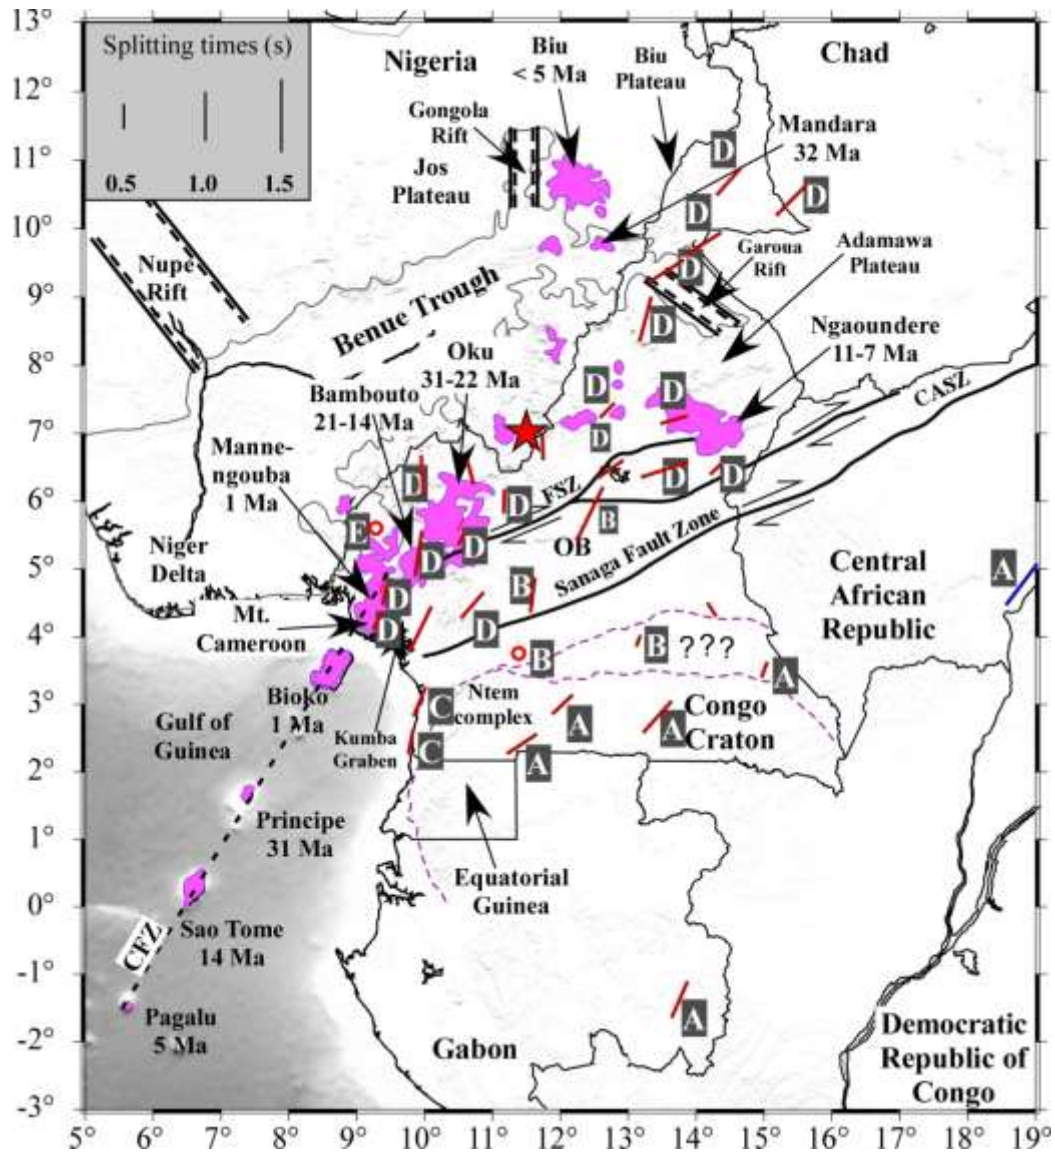 13°
12°
11°
10°
9°
8°
7°
6°
5°
4°
3°
2°
1°
0°
-1°
-2°
-3°
Splitting times (s)
0.5
1.0
1.5
Nigeria
Biu
< 5 Ma
Biu
Plateau
Chad
Gongola
Rift
Jos
Plateau
Mandara
32 Ma
D
D
D
Nupe
Rift
Garoua
Rift
Adamawa
Plateau
D
D
Benue Trough
Oku
31-22 Ma
Ngaoundere
11-7 Ma
Bambouto
21-14 Ma
D
D
CASZ
D
Manne-
ngouba
1 Ma
D
D
D
FSZ
D
E
B
Niger
Delta
D
D
OB
Sanaga Fault Zone
Central
African
Republic
A
Mt.
Cameroon
D
B
D
D
B
B
???
A
Bioko
1 Ma
Gulf of
Guinea
Kumba
Graben
C
Ntem
complex
A
A
Congo
Craton
C
A
Principe
31 Ma
Equatorial
Guinea
CFZ
Sao Tome
14 Ma
Pagalu
5 Ma
A
Gabon
Democratic
Republic of
Congo
5°
6°
7°
8°
9°
10°
11°
12°
13°
14°
15°
16°
17°
18°
19°